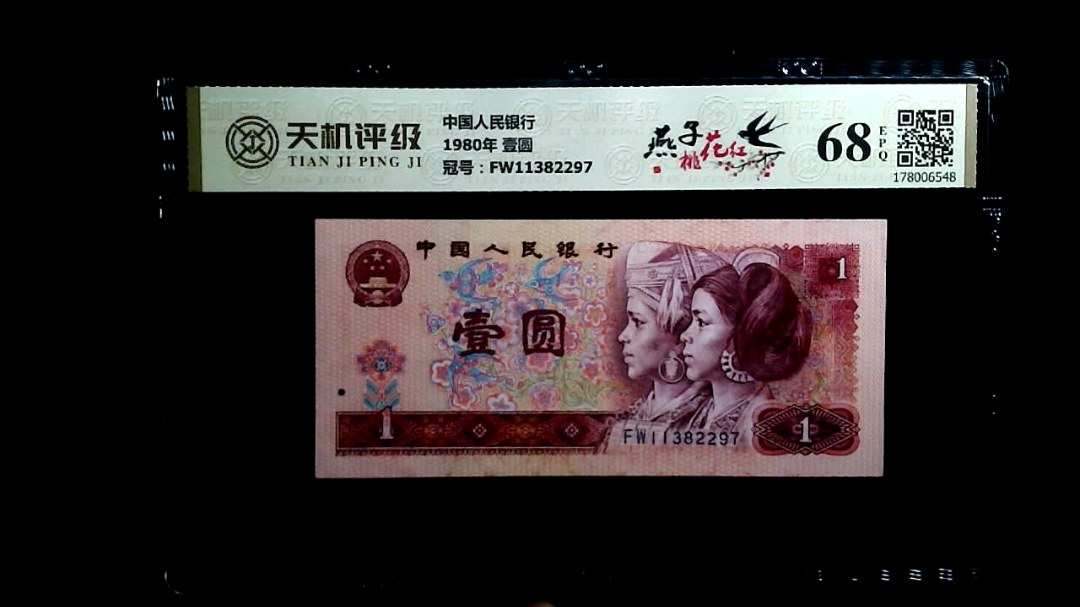 天机评级
TIAN JI PING JI
中国人民银行
1980年 壹圆
冠号：FW11382297
燕子
桃花红
68
EPQ
178006548
中国人民银行
1
壹圆
1
FW11382297
1